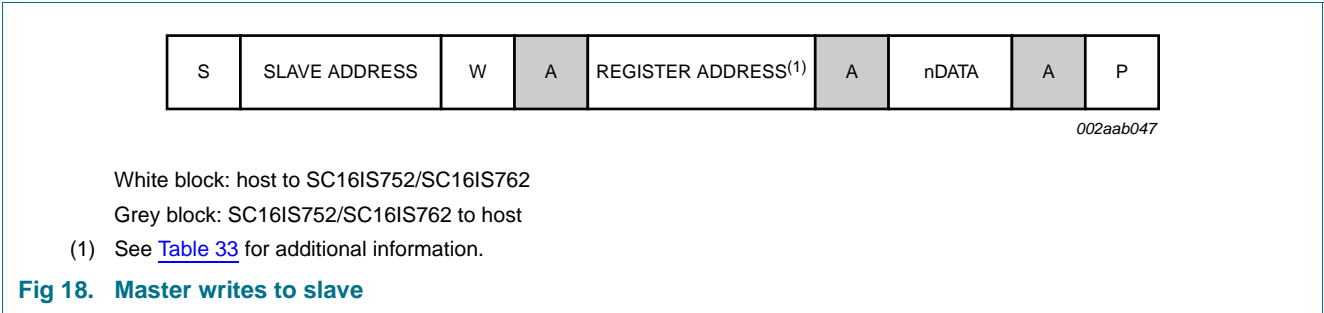 S SLAVE ADDRESS W A REGISTER ADDRESS(1) A nDATA A P
002aab047
White block: host to SC16IS752/SC16IS762
Grey block: SC16IS752/SC16IS762 to host
(1) See Table 33 for additional information.
Fig 18. Master writes to slave